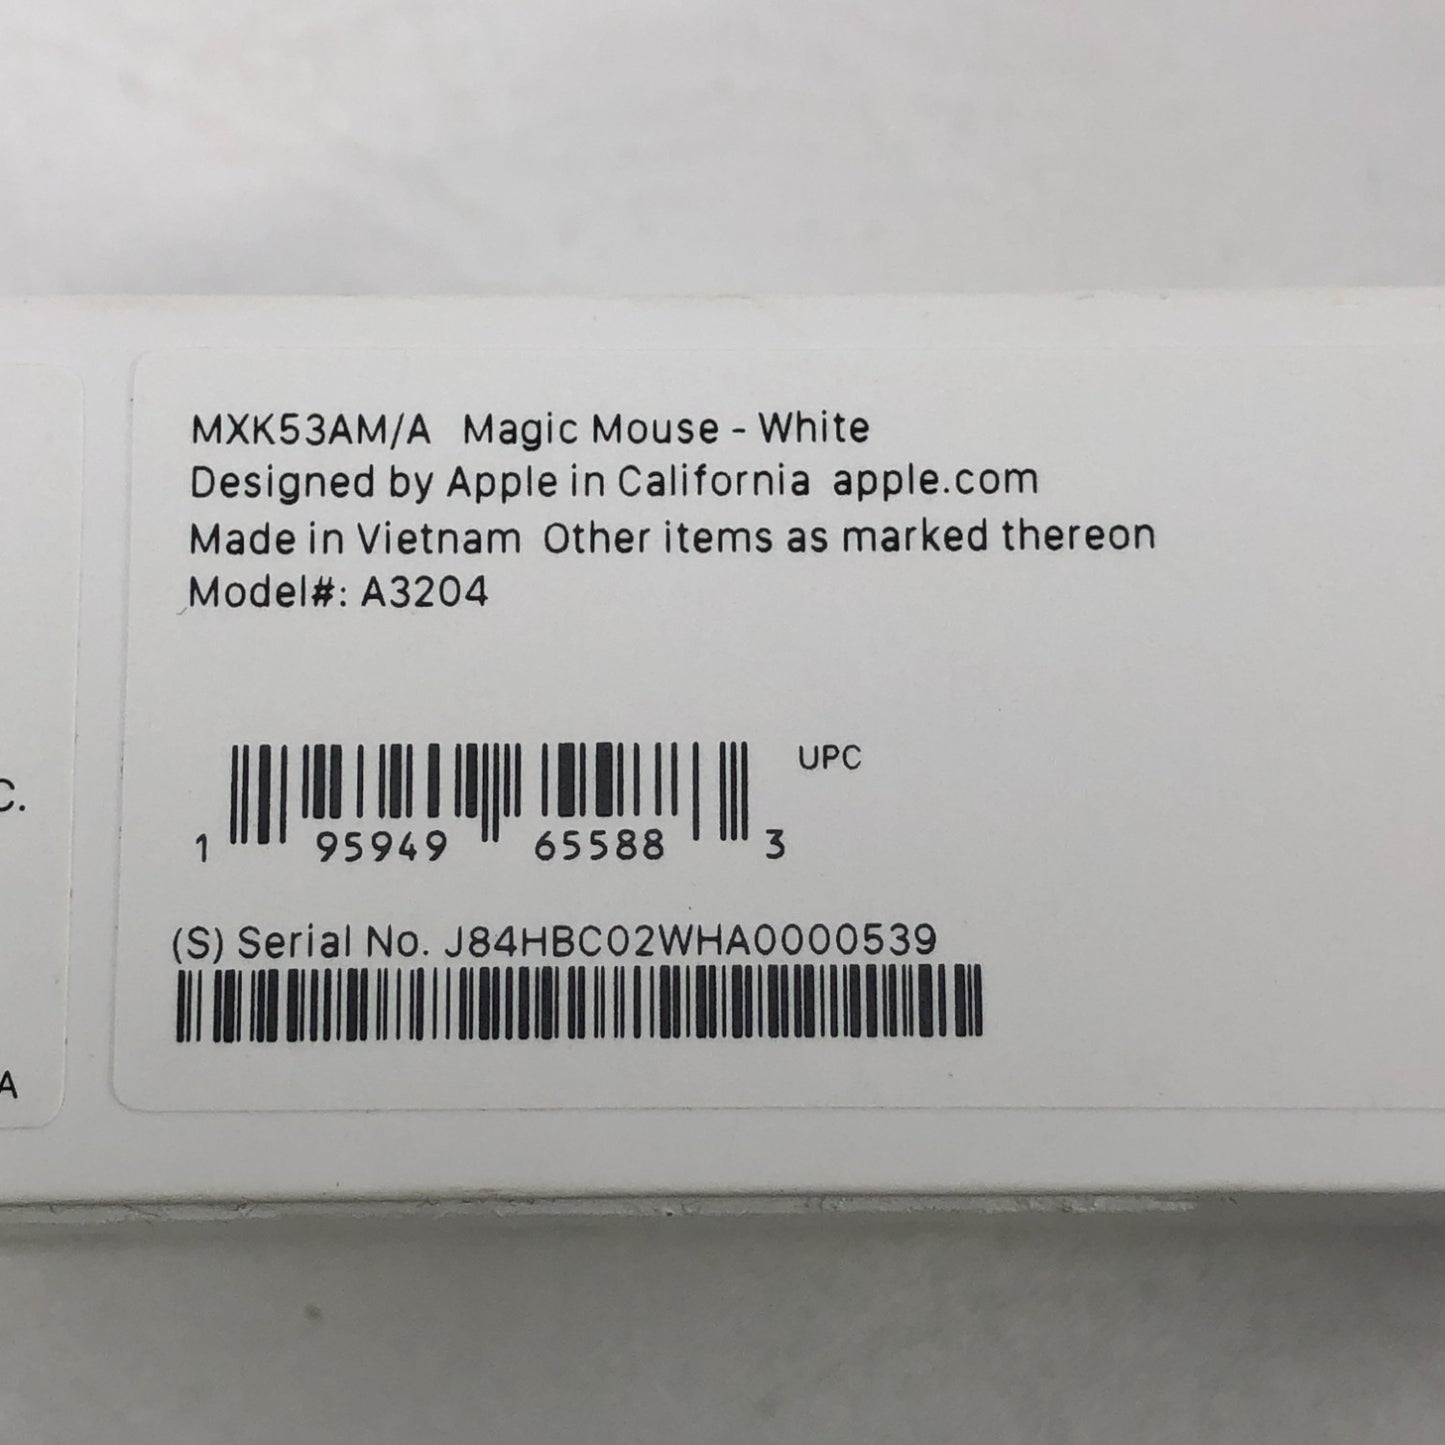 MXK53AM/A Magic Mouse - White
Designed by Apple in California apple.com
Made in Vietnam Other items as marked thereon
Model#: A3204
UPC
1 95949 65588 3
(S) Serial No. J84HBC02WHA0000539
C.
A